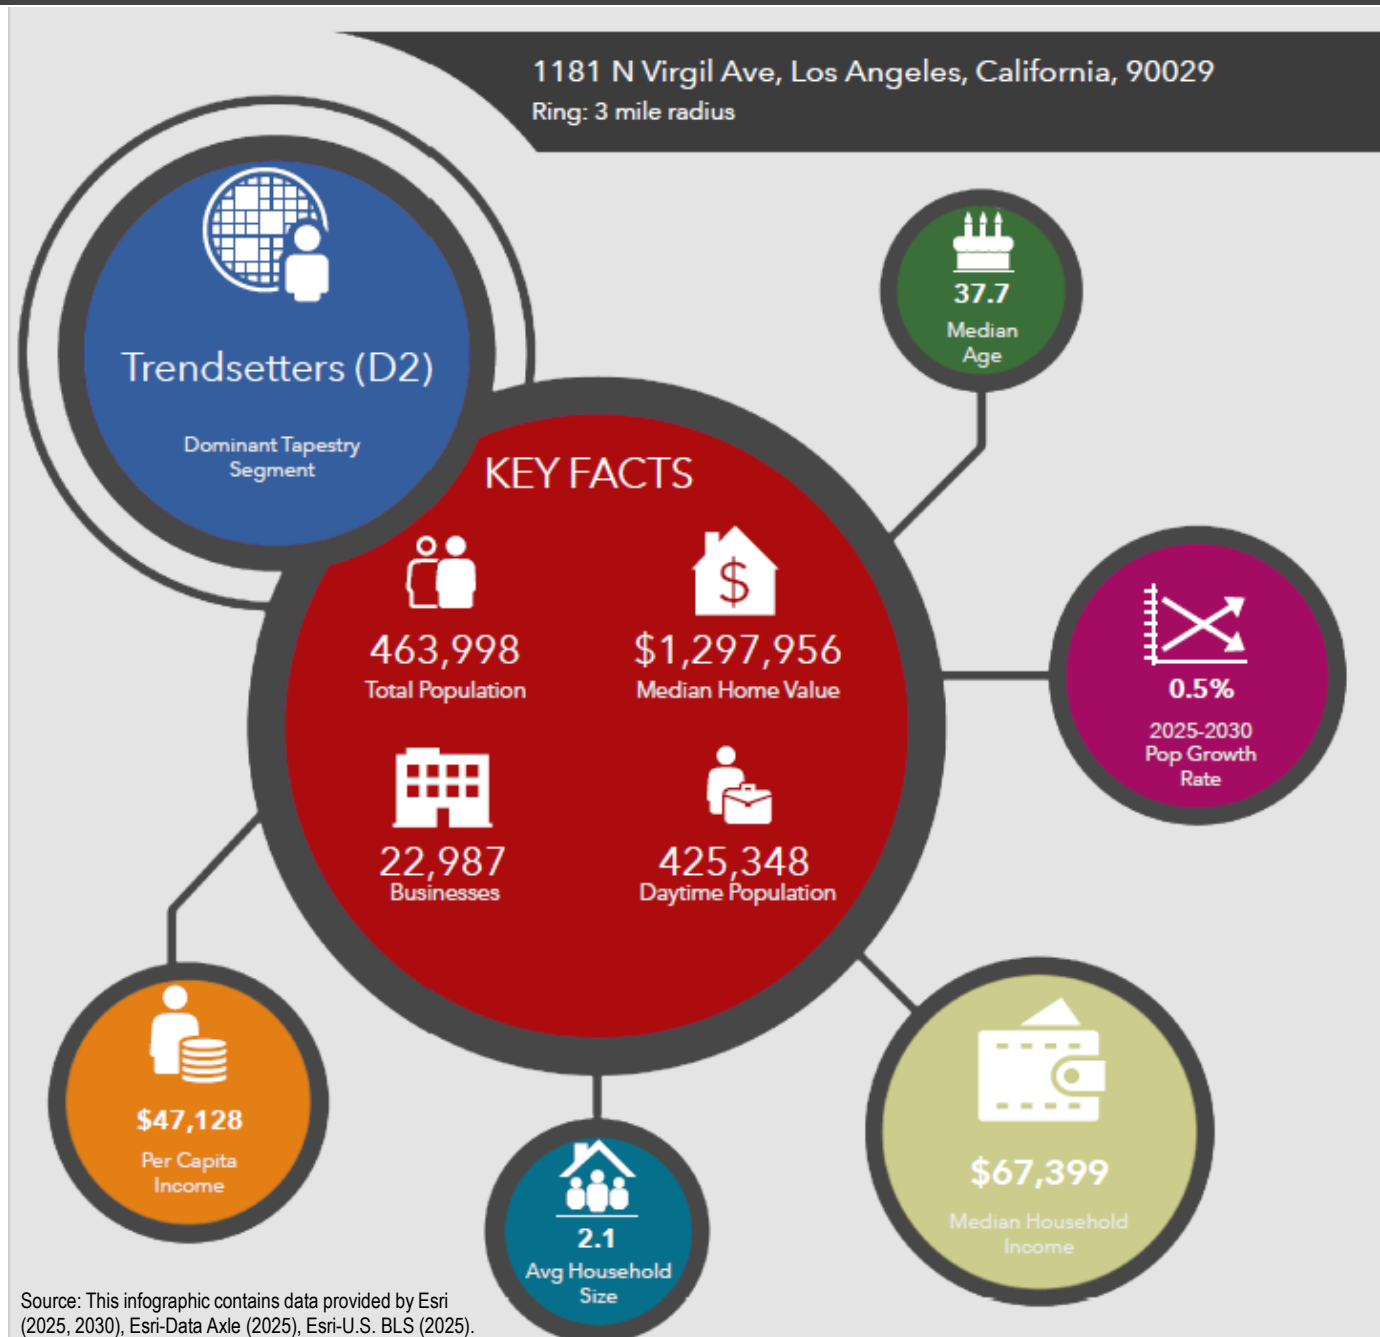 1181 N Virgil Ave, Los Angeles, California, 90029
Ring: 3 mile radius
Trendsetters (D2)
Dominant Tapestry
Segment
37.7
Median
Age
KEY FACTS
463,998
Total Population
$
$1,297,956
Median Home Value
22,987
Businesses
425,348
Daytime Population
0.5%
2025-2030
Pop Growth
Rate
$47,128
Per Capita
Income
2.1
Avg Household
Size
$67,399
Median Household
Income
Source: This infographic contains data provided by Esri
(2025, 2030), Esri-Data Axle (2025), Esri-U.S. BLS (2025).